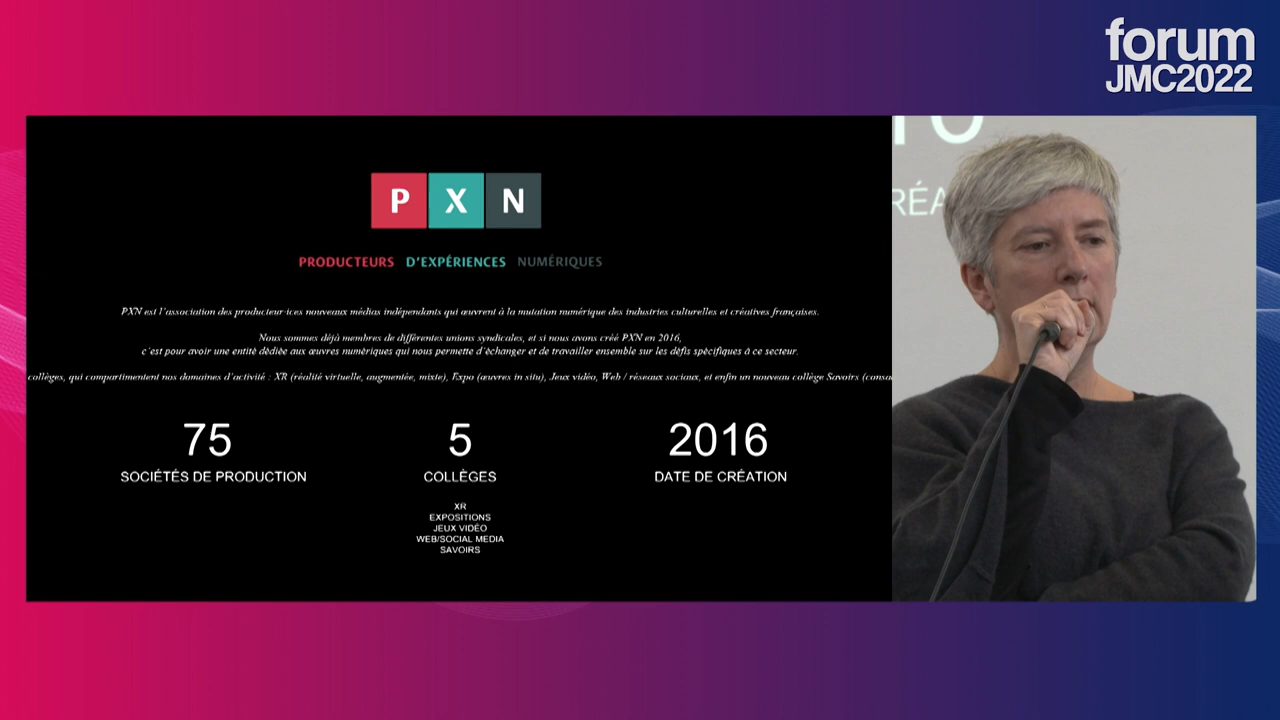 forum
JMC2022
P X N
PRODUCTEURS D'EXPÉRIENCES NUMÉRIQUES
PXN est l'association des producteur·ices nouveaux médias indépendants qui œuvrent à la mutation numérique des industries culturelles et créatives françaises.
Nous sommes déjà membres de différentes unions syndicales, et si nous avons créé PXN en 2016,
c'est pour avoir une entité dédiée aux œuvres numériques qui nous permette d'échanger et de travailler ensemble sur les défis spécifiques à ce secteur.
collèges, qui compartimentent nos domaines d'activité : XR (réalité virtuelle, augmentée, mixte), Expo (œuvres in situ), Jeux vidéo, Web / réseaux sociaux, et enfin un nouveau collège Savoirs
75 5 2016
SOCIÉTÉS DE PRODUCTION COLLÈGES DATE DE CRÉATION
XR
EXPOSITIONS
JEUX VIDÉO
WEB/SOCIAL MEDIA
SAVOIRS
RÉA